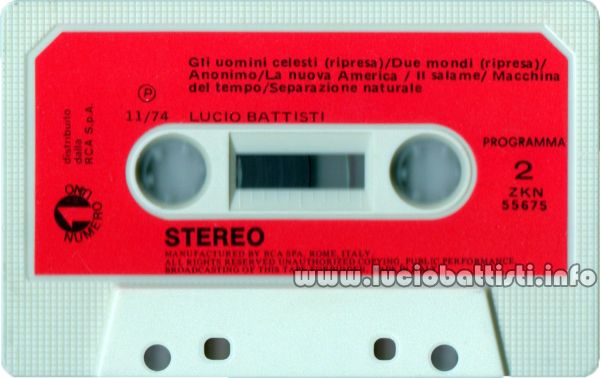 Gli uomini celesti (ripresa)/Due mondi (ripresa)/
Anonimo/La nuova America / Il salame/ Macchina
del tempo/Separazione naturale
P 11/74 LUCIO BATTISTI
distribuito
dalla
RCA S.p.A.
PROGRAMMA
2
ZKN
55675
1
NUMERO UNO
STEREO
MANUFACTURED BY RCA SPA, ROME, ITALY
ALL RIGHTS RESERVED UNAUTHORIZED COPYING, PUBLIC PERFORMANCE,
BROADCASTING OF THIS TAPE
www.luciobattisti.info